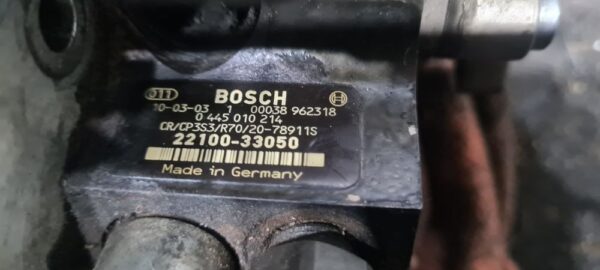 BOSCH
10-03-03 1 00038 962318
0 445 010 214
CR/CP3S3/R70/20-78911S
22100-33050
Made in Germany